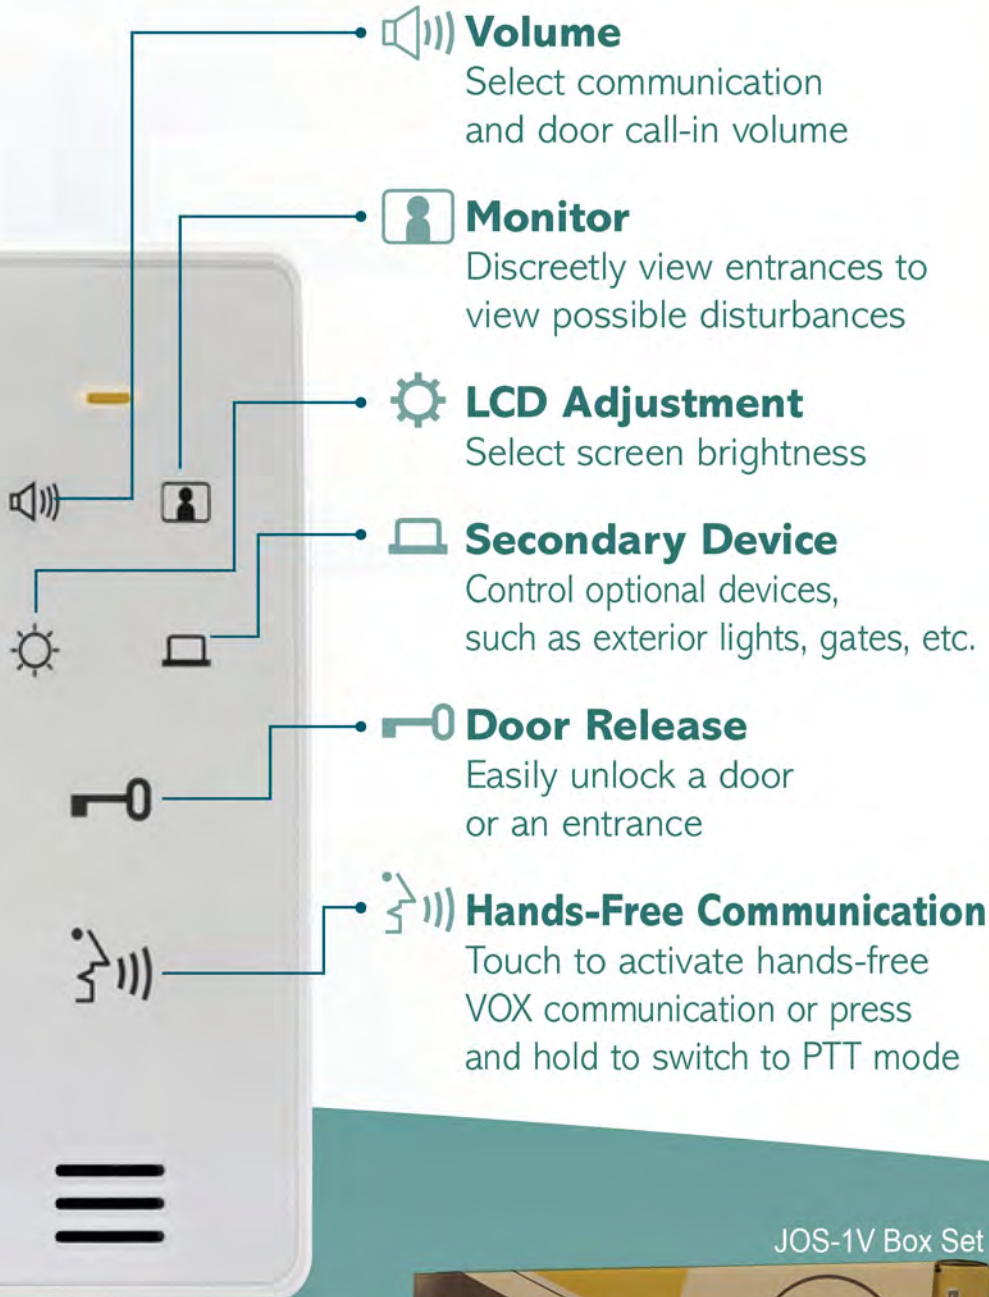 Volume
Select communication
and door call-in volume
Monitor
Discreetly view entrances to
view possible disturbances
LCD Adjustment
Select screen brightness
Secondary Device
Control optional devices,
such as exterior lights, gates, etc.
Door Release
Easily unlock a door
or an entrance
Hands-Free Communication
Touch to activate hands-free
VOX communication or press
and hold to switch to PTT mode
JOS-1V Box Set